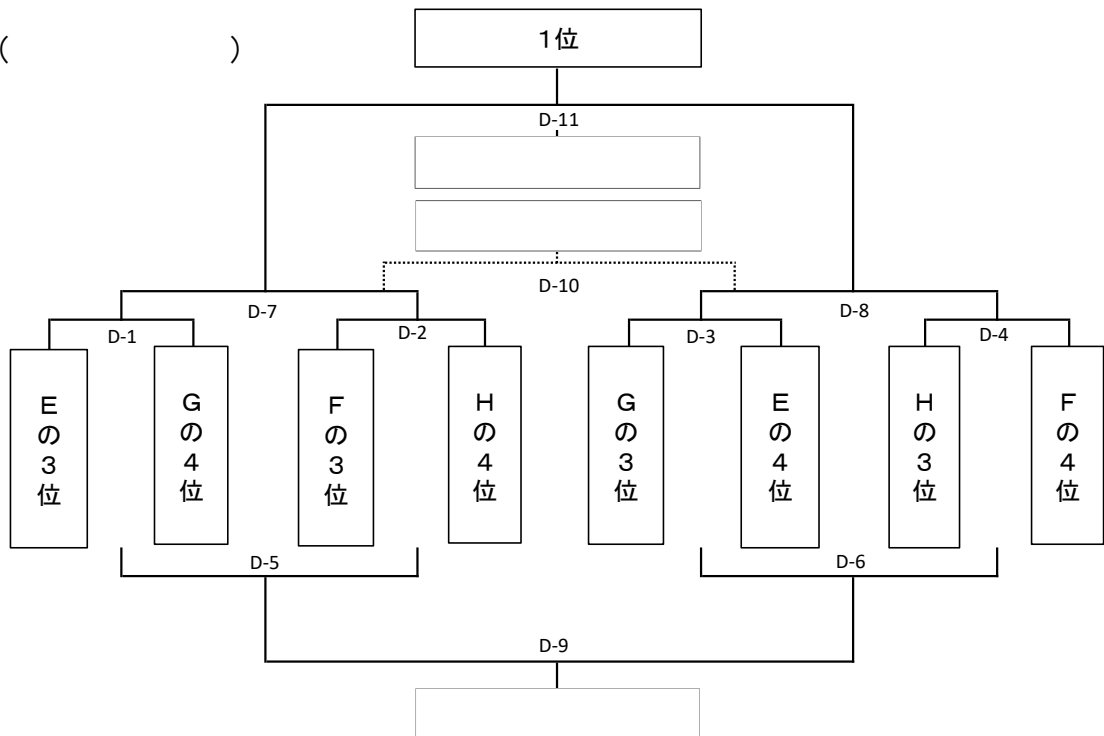 (　　　　　　　)
1位
D-11
D-10
D-7
D-8
D-1
D-2
D-3
D-4
Eの3位
Gの4位
Fの3位
Hの4位
Gの3位
Eの4位
Hの3位
Fの4位
D-5
D-6
D-9